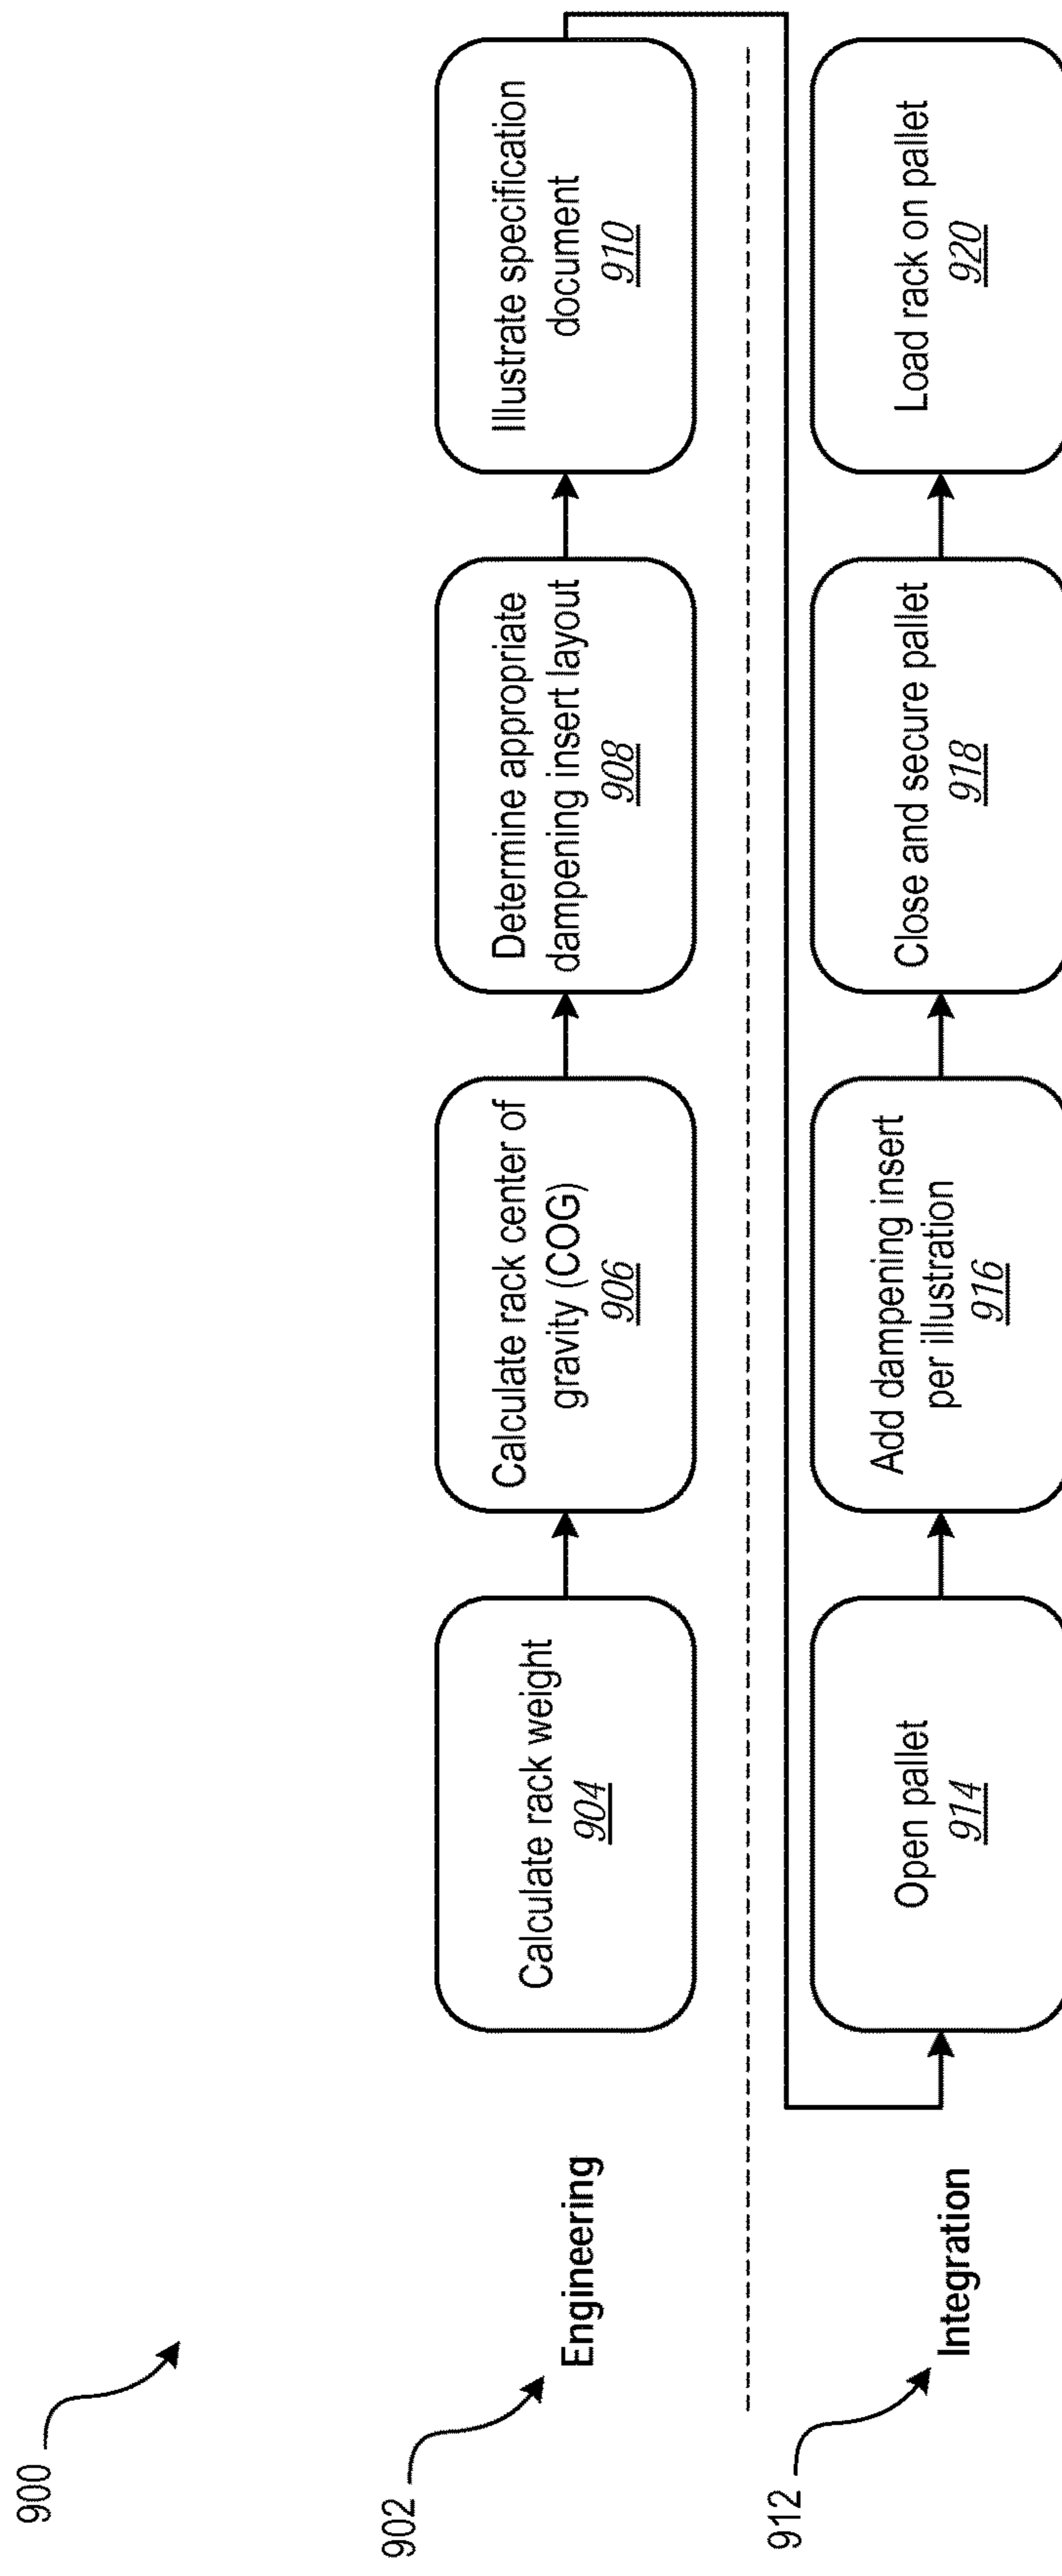 900
902
Engineering
Calculate rack weight
904
Calculate rack center of
gravity (COG)
906
Determine appropriate
dampening insert layout
908
Illustrate specification
document
910
912
Integration
Open pallet
914
Add dampening insert
per illustration
916
Close and secure pallet
918
Load rack on pallet
920